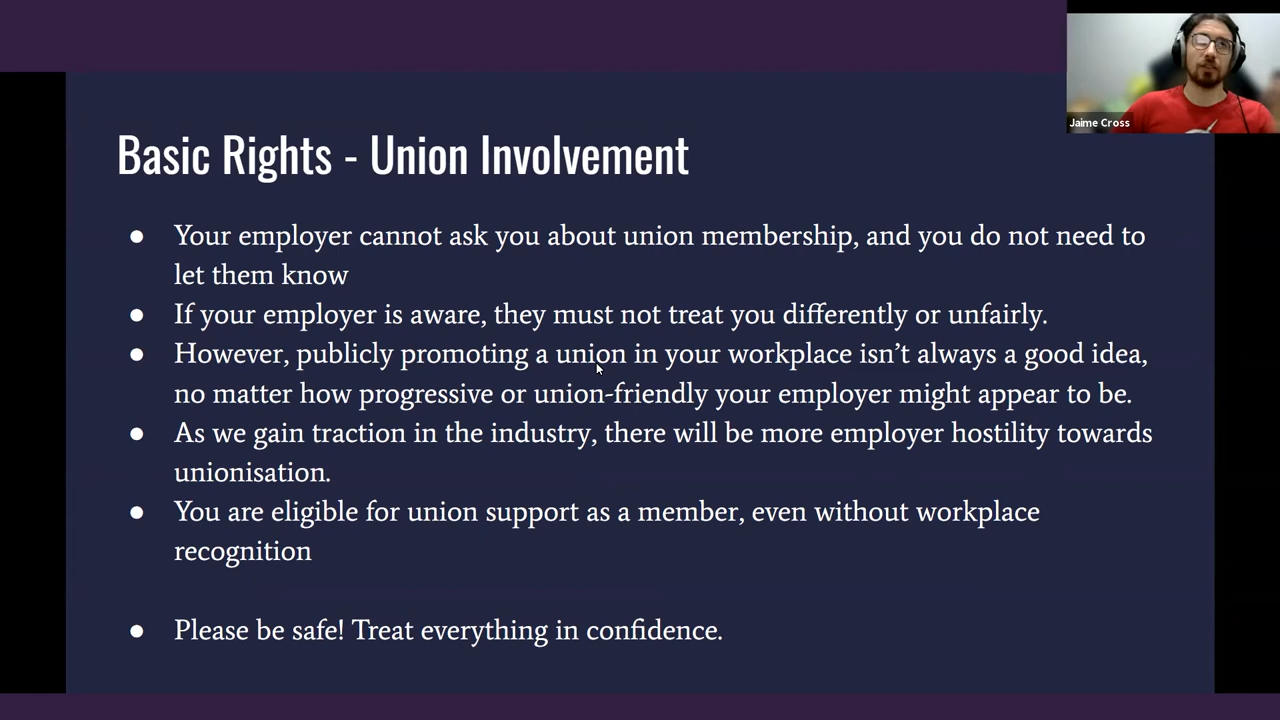 Jaime Cross
Basic Rights - Union Involvement
● Your employer cannot ask you about union membership, and you do not need to
let them know
● If your employer is aware, they must not treat you differently or unfairly.
● However, publicly promoting a union in your workplace isn’t always a good idea,
no matter how progressive or union-friendly your employer might appear to be.
● As we gain traction in the industry, there will be more employer hostility towards
unionisation.
● You are eligible for union support as a member, even without workplace
recognition
● Please be safe! Treat everything in confidence.